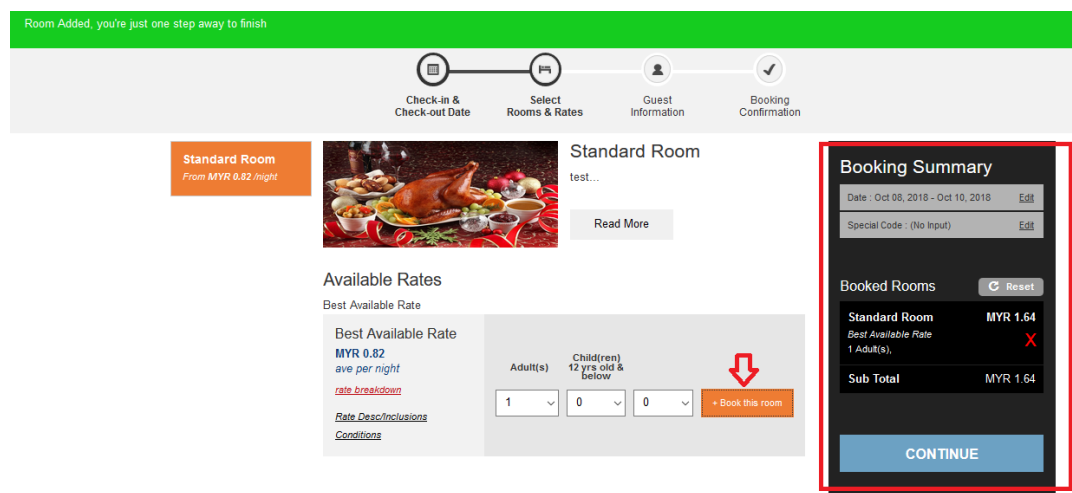 Room Added, you're just one step away to finish
Check-in &
Check-out Date
Select
Rooms & Rates
Guest
Information
Booking
Confirmation
Standard Room
From MYR 0.82 /night
Standard Room
test...
Read More
Available Rates
Best Available Rate
Best Available Rate
MYR 0.82
ave per night
rate breakdown
Rate Desc/Inclusions
Conditions
Adult(s)
Child(ren)
12 yrs old &
below
1
0
0
+ Book this room
Booking Summary
Date : Oct 08, 2018 - Oct 10, 2018 Edit
Special Code : (No Input) Edit
Booked Rooms Reset
Standard Room MYR 1.64
Best Available Rate X
1 Adult(s),
Sub Total MYR 1.64
CONTINUE